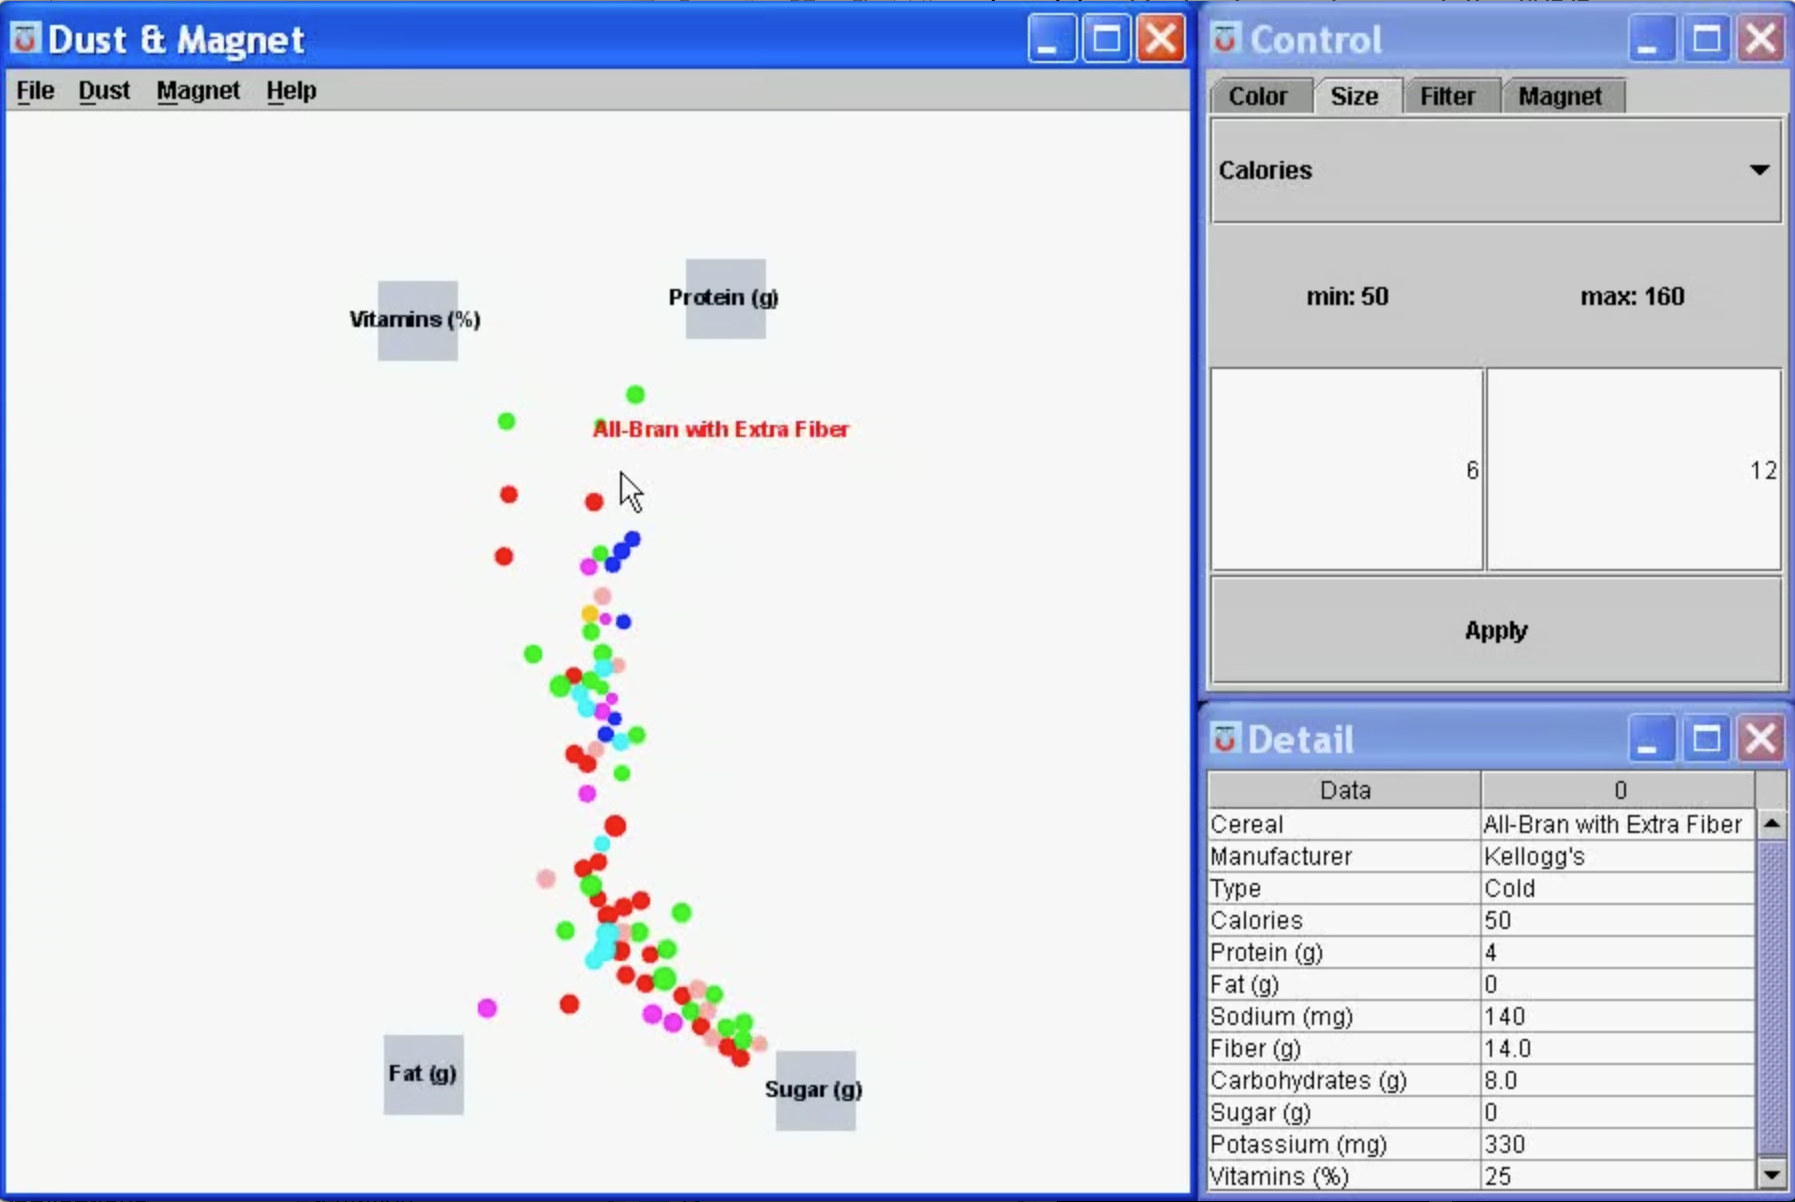 Dust & Magnet
File Dust Magnet Help
Vitamins (%)
Protein (g)
All-Bran with Extra Fiber
Fat (g)
Sugar (g)
Control
Color Size Filter Magnet
Calories
min: 50 max: 160
6 12
Apply
Detail
Data 0
Cereal All-Bran with Extra Fiber
Manufacturer Kellogg's
Type Cold
Calories 50
Protein (g) 4
Fat (g) 0
Sodium (mg) 140
Fiber (g) 14.0
Carbohydrates (g) 8.0
Sugar (g) 0
Potassium (mg) 330
Vitamins (%) 25